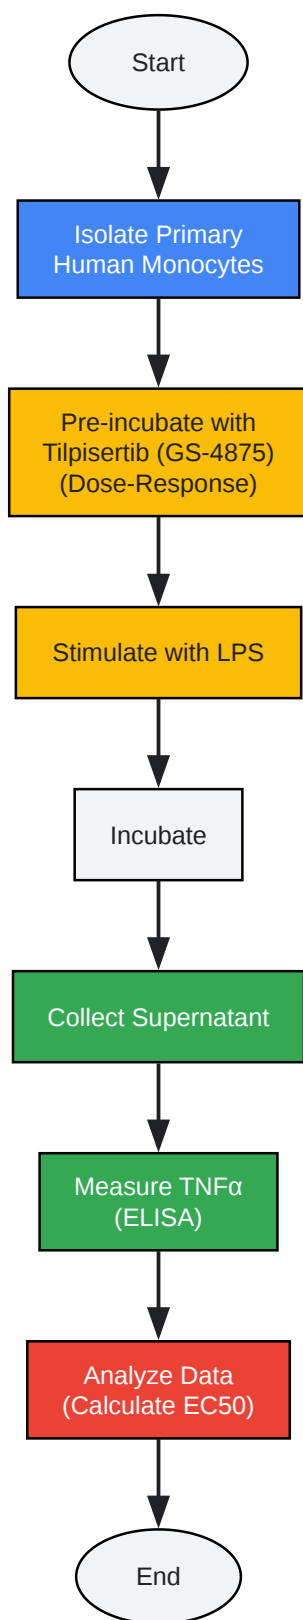 Start
Isolate Primary
Human Monocytes
Pre-incubate with
Tilpisertib (GS-4875)
(Dose-Response)
Stimulate with LPS
Incubate
Collect Supernatant
Measure TNFα
(ELISA)
Analyze Data
(Calculate EC50)
End